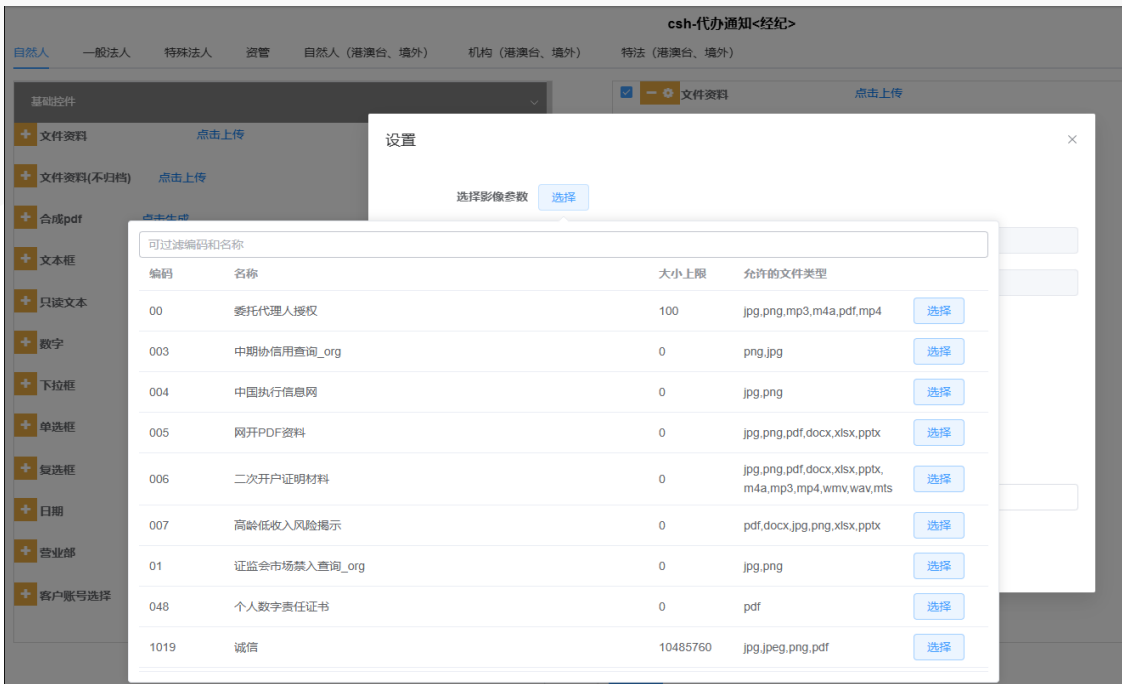 csh-代办通知<经纪>
自然人 一般法人 特殊法人 资管 自然人（港澳台、境外） 机构（港澳台、境外） 特法（港澳台、境外）
基础控件
文件资料 点击上传
文件资料 点击上传
文件资料(不归档) 点击上传
合成pdf 点击生成
文本框
只读文本
数字
下拉框
单选框
复选框
日期
营业部
客户账号选择
设置
选择影像参数 选择
可过滤编码和名称
编码 名称 大小上限 允许的文件类型
00 委托代理人授权 100 jpg,png,mp3,m4a,pdf,mp4 选择
003 中期协信用查询_org 0 png,jpg 选择
004 中国执行信息网 0 jpg,png 选择
005 网开PDF资料 0 jpg,png,pdf,docx,xlsx,pptx 选择
006 二次开户证明材料 0 jpg,png,pdf,docx,xlsx,pptx, 选择
m4a,mp3,mp4,wmv,wav,mts
007 高龄低收入风险揭示 0 pdf,docx,jpg,png,xlsx,pptx 选择
01 证监会市场禁入查询_org 0 jpg,png 选择
048 个人数字责任证书 0 pdf 选择
1019 诚信 10485760 jpg,jpeg,png,pdf 选择